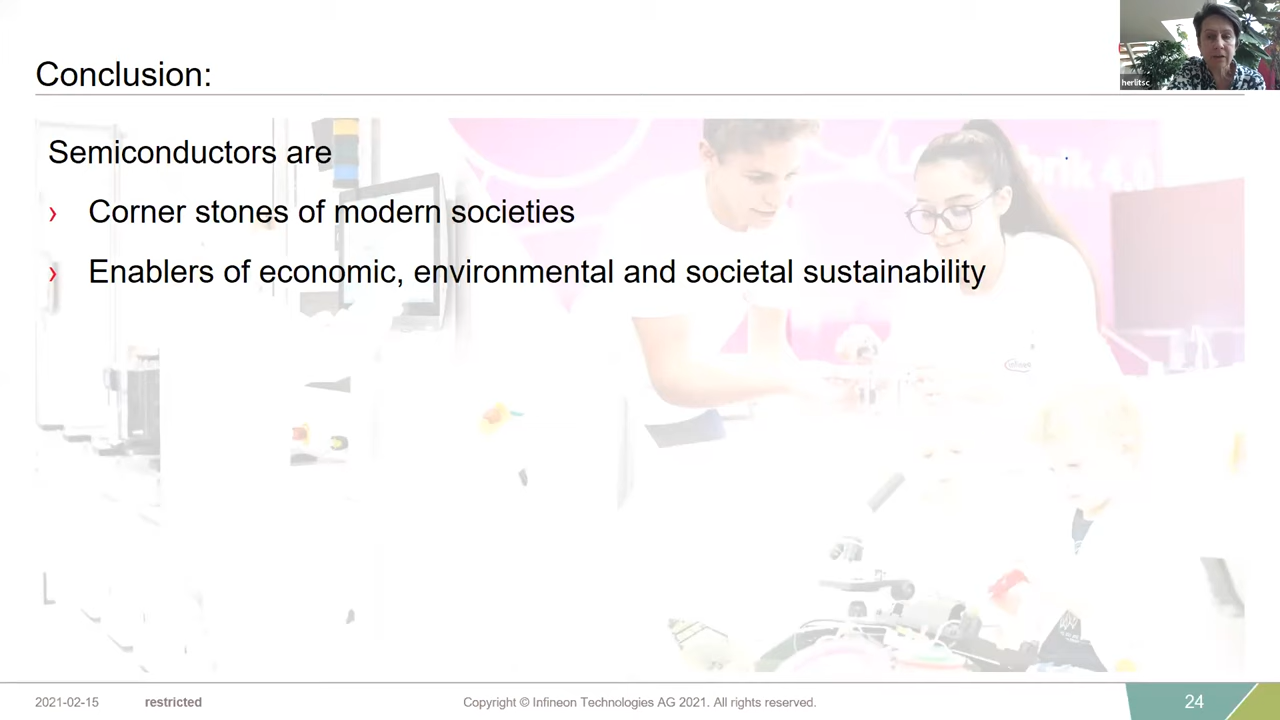 Conclusion:
herlitsc
Semiconductors are
› Corner stones of modern societies
› Enablers of economic, environmental and societal sustainability
2021-02-15
restricted
Copyright © Infineon Technologies AG 2021. All rights reserved.
24